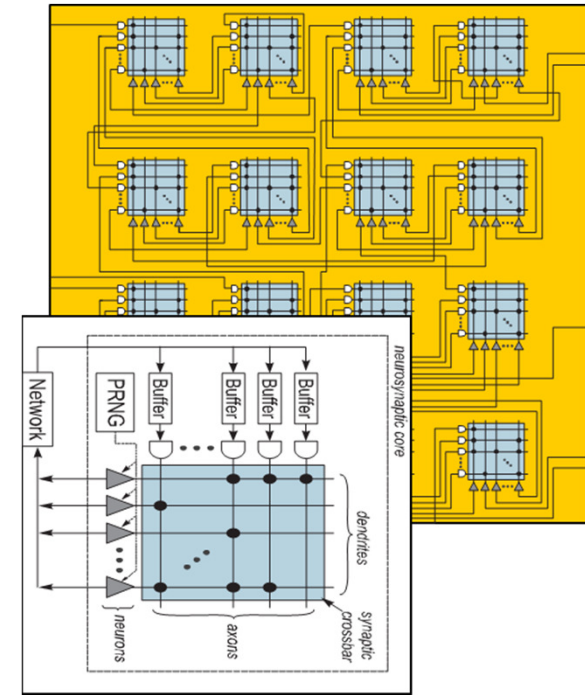 neurosynaptic core
Buffer
Buffer
Buffer
Buffer
PRNG
Network
dendrites
synaptic
crossbar
axons
neurons